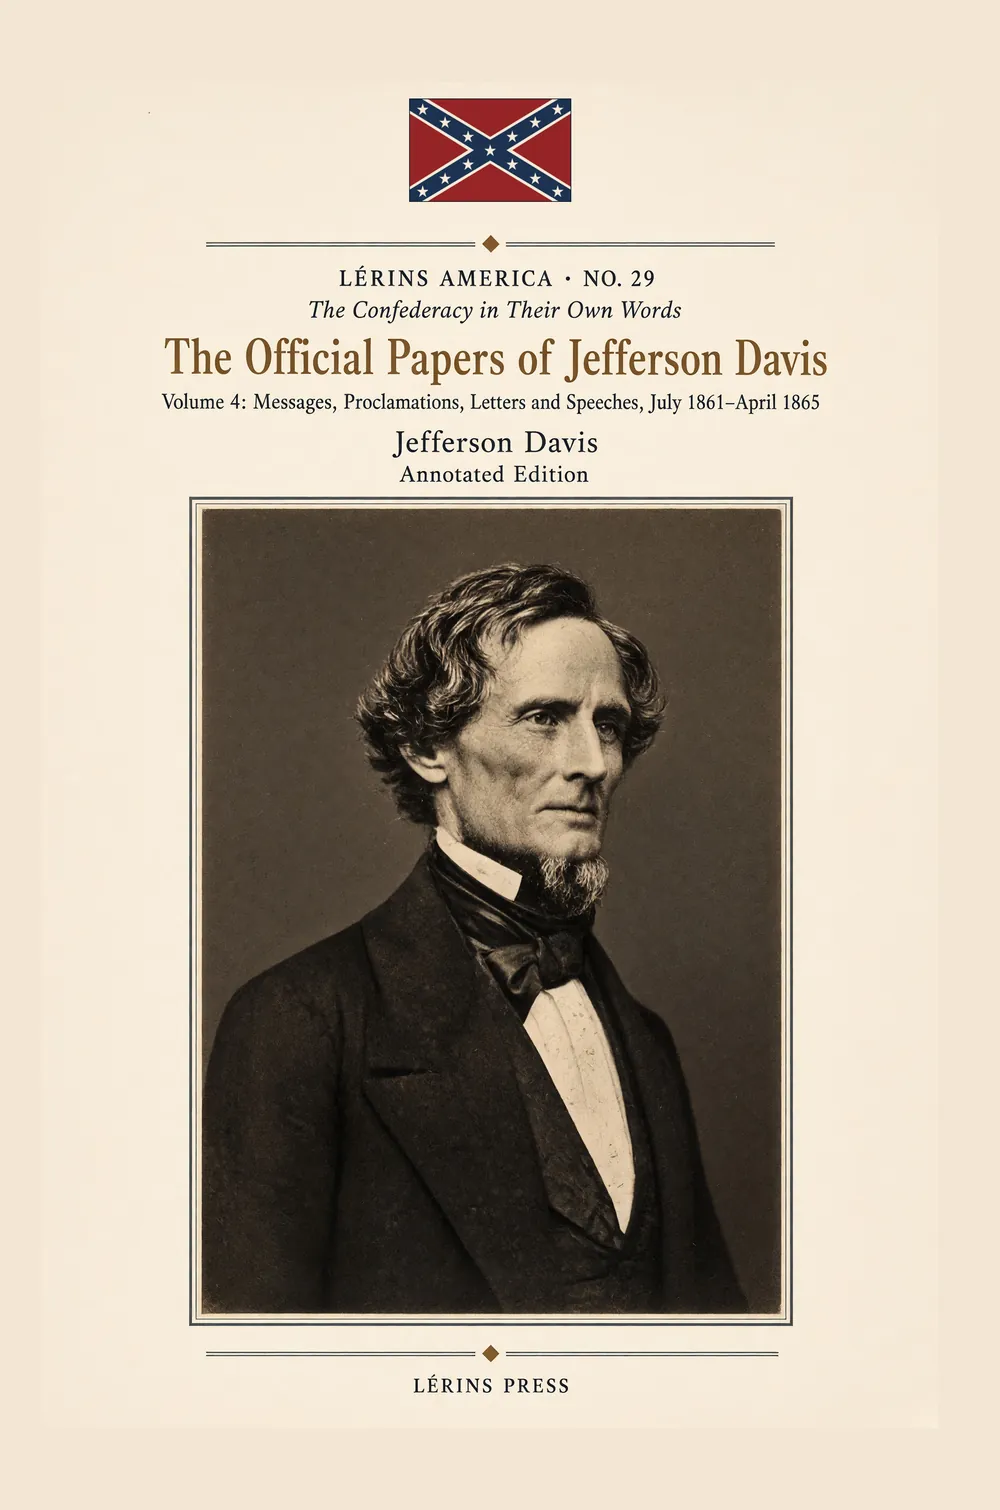 LÉRINS AMERICA · NO. 29
The Confederacy in Their Own Words
The Official Papers of Jefferson Davis
Volume 4: Messages, Proclamations, Letters and Speeches, July 1861–April 1865
Jefferson Davis
Annotated Edition
LÉRINS PRESS